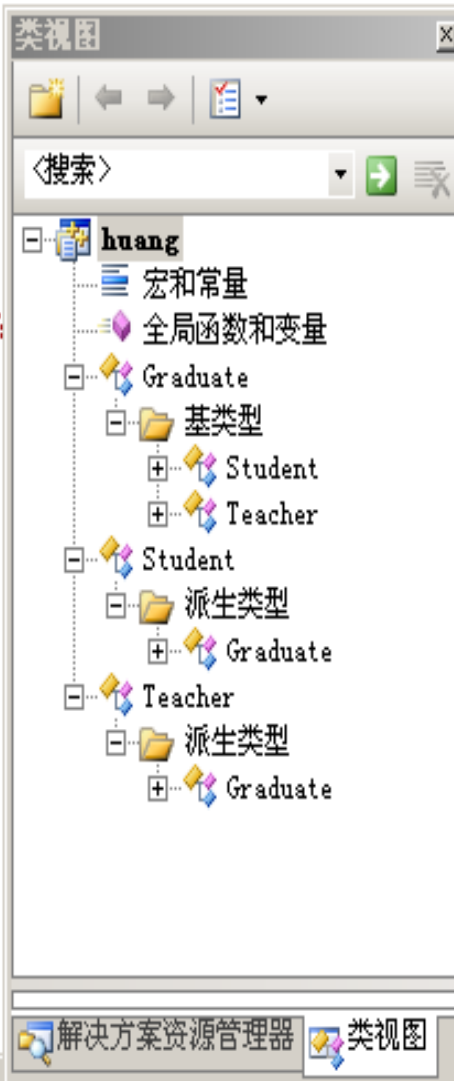 类视图
<搜索>
huang
宏和常量
全局函数和变量
Graduate
基类型
Student
Teacher
Student
派生类型
Graduate
Teacher
派生类型
Graduate
解决方案资源管理器 类视图